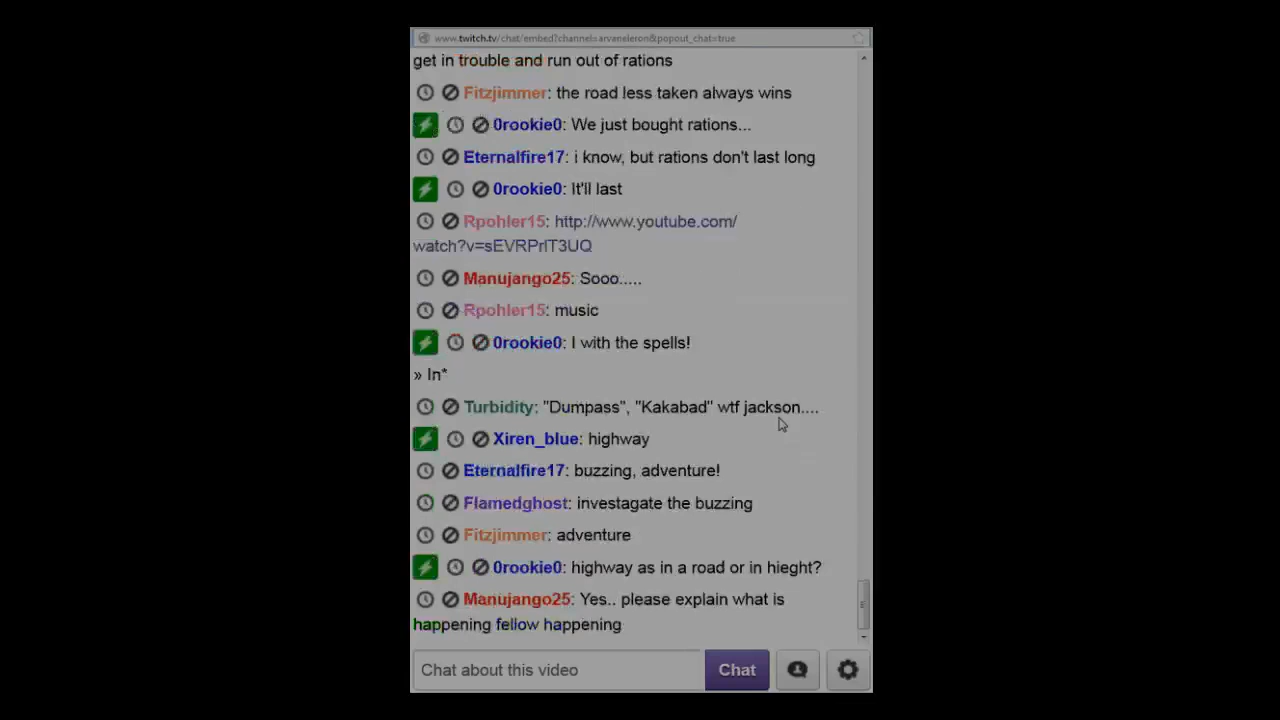 www.twitch.tv/chat/embed?channel=arvaneleron&popout_chat=true
get in trouble and run out of rations
Fitzjimmer: the road less taken always wins
0rookie0: We just bought rations...
Eternalfire17: i know, but rations don't last long
0rookie0: It'll last
Rpohler15: http://www.youtube.com/
watch?v=sEVRPrlT3UQ
Manujango25: Sooo.....
Rpohler15: music
0rookie0: I with the spells!
» In*
Turbidity: "Dumpass", "Kakabad" wtf jackson....
Xiren_blue: highway
Eternalfire17: buzzing, adventure!
Flamedghost: investagate the buzzing
Fitzjimmer: adventure
0rookie0: highway as in a road or in hieght?
Manujango25: Yes.. please explain what is
happening fellow happening
Chat about this video
Chat